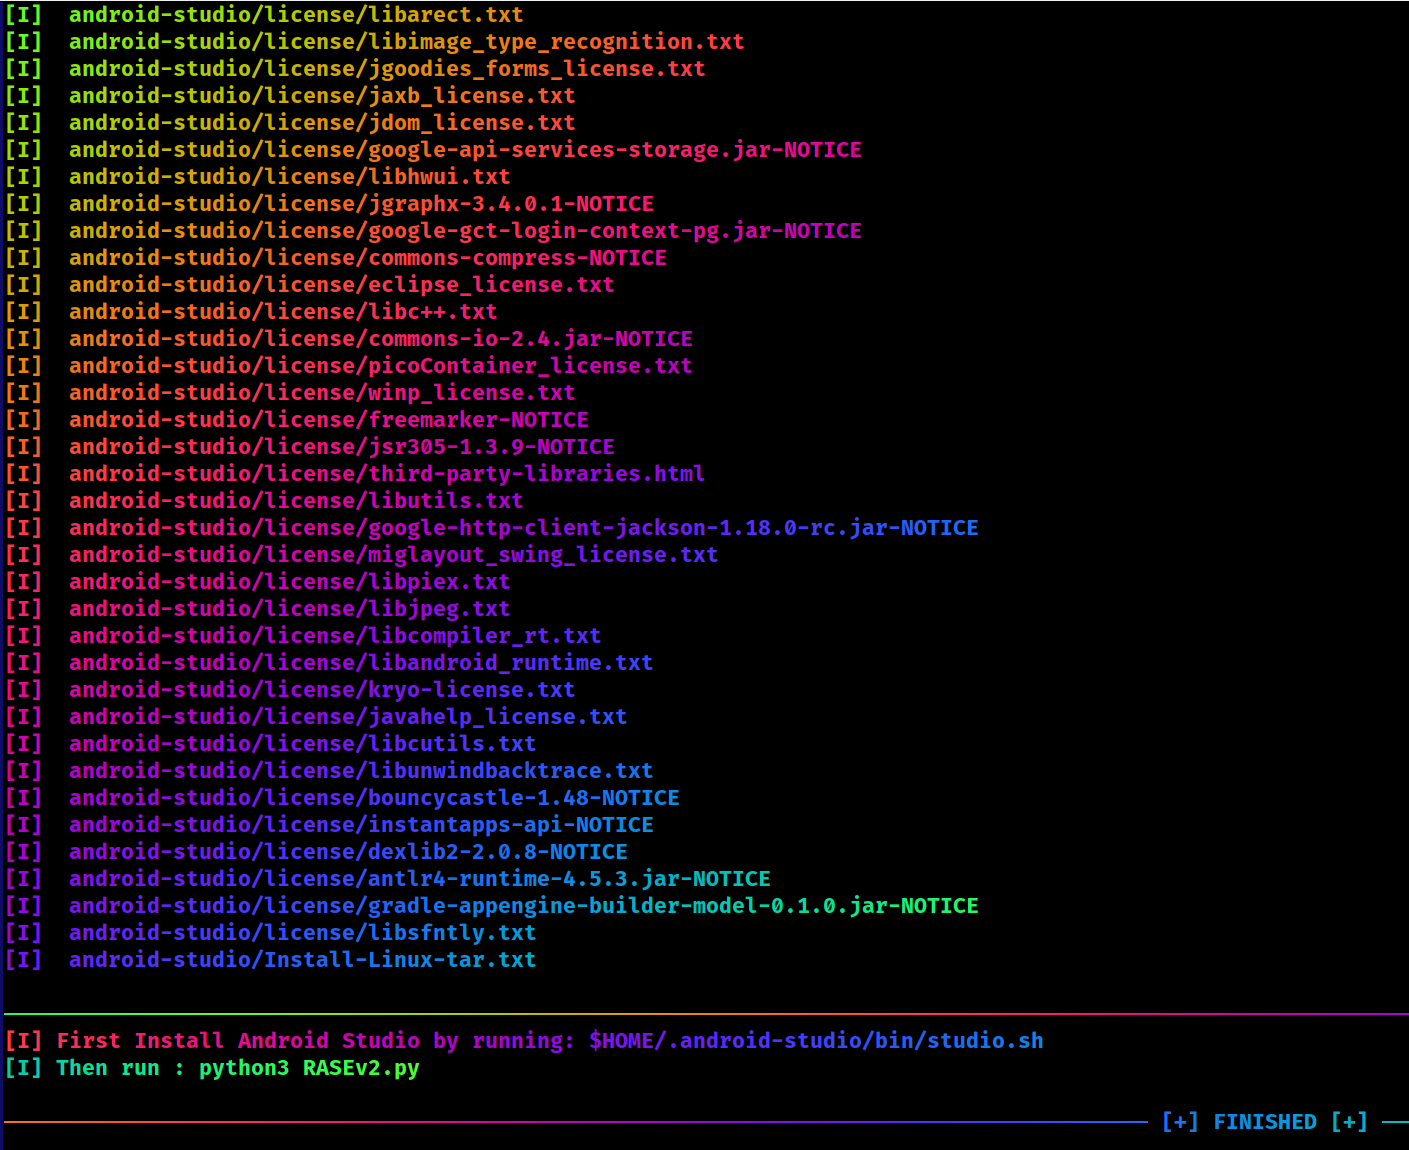 [I]  android-studio/license/libarect.txt
[I]  android-studio/license/libimage_type_recognition.txt
[I]  android-studio/license/jgoodies_forms_license.txt
[I]  android-studio/license/jaxb_license.txt
[I]  android-studio/license/jdom_license.txt
[I]  android-studio/license/google-api-services-storage.jar-NOTICE
[I]  android-studio/license/libhwui.txt
[I]  android-studio/license/jgraphx-3.4.0.1-NOTICE
[I]  android-studio/license/google-gct-login-context-pg.jar-NOTICE
[I]  android-studio/license/commons-compress-NOTICE
[I]  android-studio/license/eclipse_license.txt
[I]  android-studio/license/libc++.txt
[I]  android-studio/license/commons-io-2.4.jar-NOTICE
[I]  android-studio/license/picoContainer_license.txt
[I]  android-studio/license/winp_license.txt
[I]  android-studio/license/freemarker-NOTICE
[I]  android-studio/license/jsr305-1.3.9-NOTICE
[I]  android-studio/license/third-party-libraries.html
[I]  android-studio/license/libutils.txt
[I]  android-studio/license/google-http-client-jackson-1.18.0-rc.jar-NOTICE
[I]  android-studio/license/miglayout_swing_license.txt
[I]  android-studio/license/libpiex.txt
[I]  android-studio/license/libjpeg.txt
[I]  android-studio/license/libcompiler_rt.txt
[I]  android-studio/license/libandroid_runtime.txt
[I]  android-studio/license/kryo-license.txt
[I]  android-studio/license/javahelp_license.txt
[I]  android-studio/license/libcutils.txt
[I]  android-studio/license/libunwindbacktrace.txt
[I]  android-studio/license/bouncycastle-1.48-NOTICE
[I]  android-studio/license/instantapps-api-NOTICE
[I]  android-studio/license/dexlib2-2.0.8-NOTICE
[I]  android-studio/license/antlr4-runtime-4.5.3.jar-NOTICE
[I]  android-studio/license/gradle-appengine-builder-model-0.1.0.jar-NOTICE
[I]  android-studio/license/libsfntly.txt
[I]  android-studio/Install-Linux-tar.txt
[I] First Install Android Studio by running: $HOME/.android-studio/bin/studio.sh
[I] Then run : python3 RASEv2.py
[+] FINISHED [+]